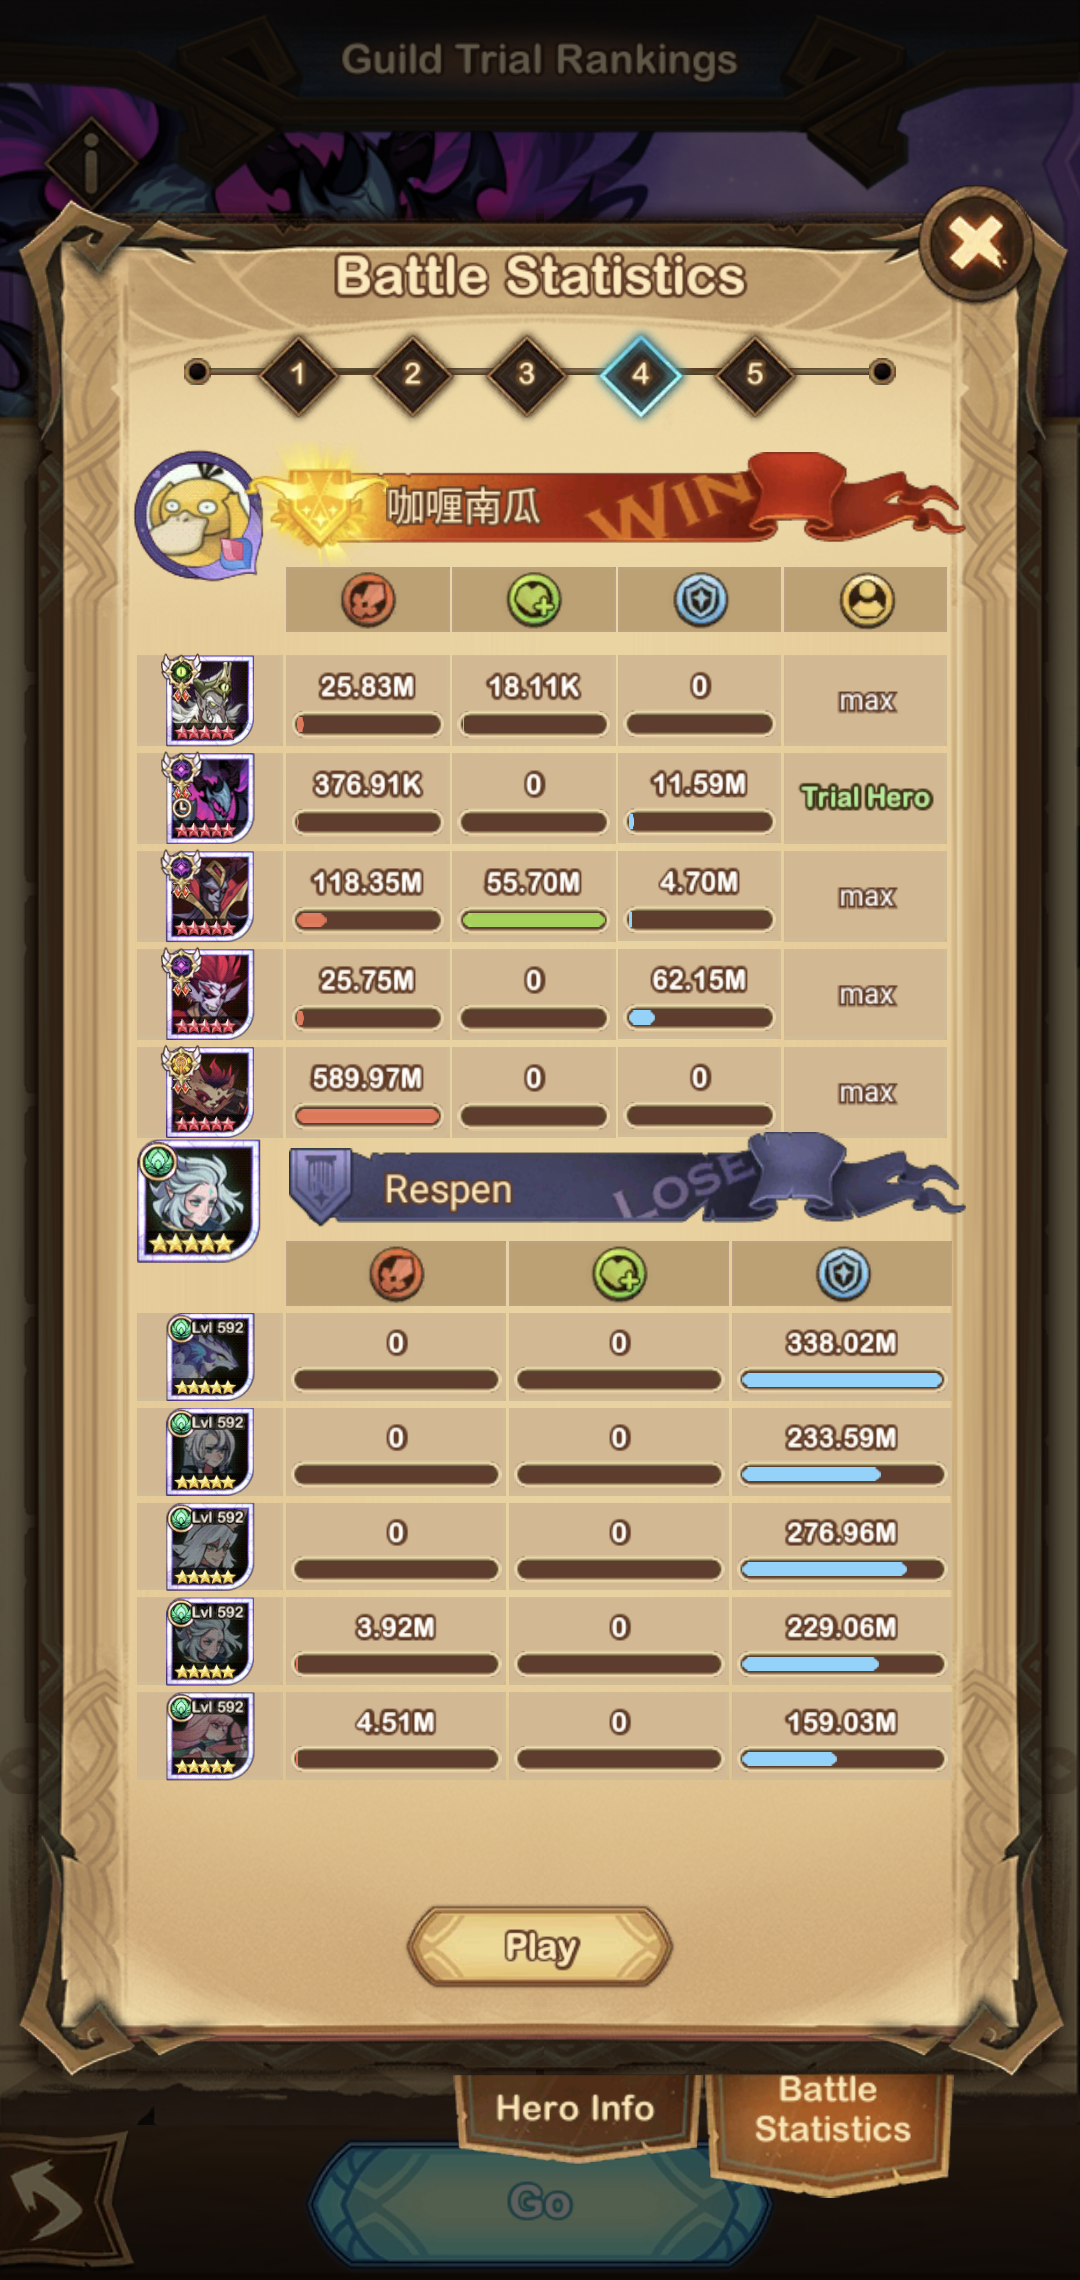 Guild Trial Rankings
Battle Statistics
1 2 3 4 5
咖喱南瓜 WIN
25.83M 18.11K 0 max
376.91K 0 11.59M Trial Hero
118.35M 55.70M 4.70M max
25.75M 0 62.15M max
589.97M 0 0 max
Respen LOSE
Lvl 592 0 0 338.02M
Lvl 592 0 0 233.59M
Lvl 592 0 0 276.96M
Lvl 592 3.92M 0 229.06M
Lvl 592 4.51M 0 159.03M
Play
Hero Info
Battle
Statistics
Go